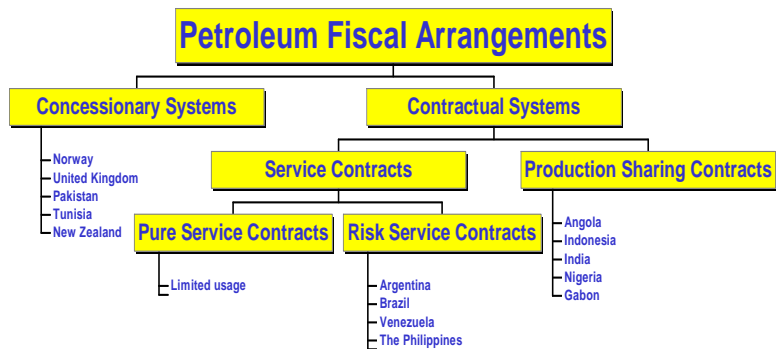 Petroleum Fiscal Arrangements
Concessionary Systems
Contractual Systems
Norway
United Kingdom
Pakistan
Tunisia
New Zealand
Service Contracts
Production Sharing Contracts
Pure Service Contracts
Risk Service Contracts
Limited usage
Argentina
Brazil
Venezuela
The Philippines
Angola
Indonesia
India
Nigeria
Gabon